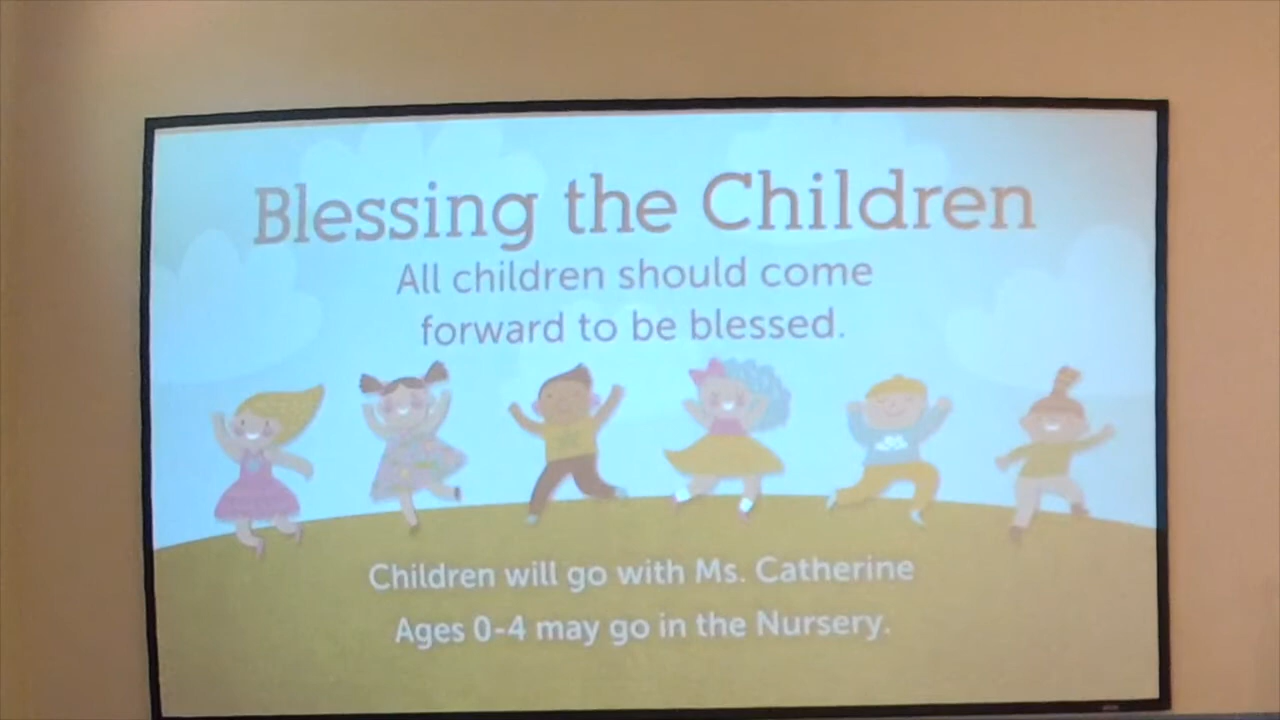 Blessing the Children
All children should come
forward to be blessed.
Children will go with Ms. Catherine
Ages 0-4 may go in the Nursery.